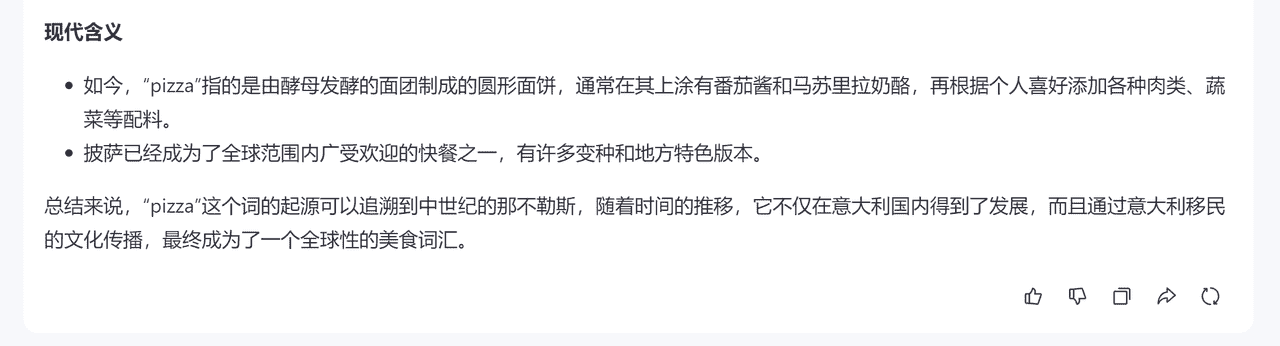 现代含义
• 如今，“pizza”指的是由酵母发酵的面团制成的圆形面饼，通常在其上涂有番茄酱和马苏里拉奶酪，再根据个人喜好添加各种肉类、蔬
菜等配料。
• 披萨已经成为了全球范围内广受欢迎的快餐之一，有许多变种和地方特色版本。
总结来说，“pizza”这个词的起源可以追溯到中世纪的那不勒斯，随着时间的推移，它不仅在意大利国内得到了发展，而且通过意大利移民
的文化传播，最终成为了一个全球性的美食词汇。